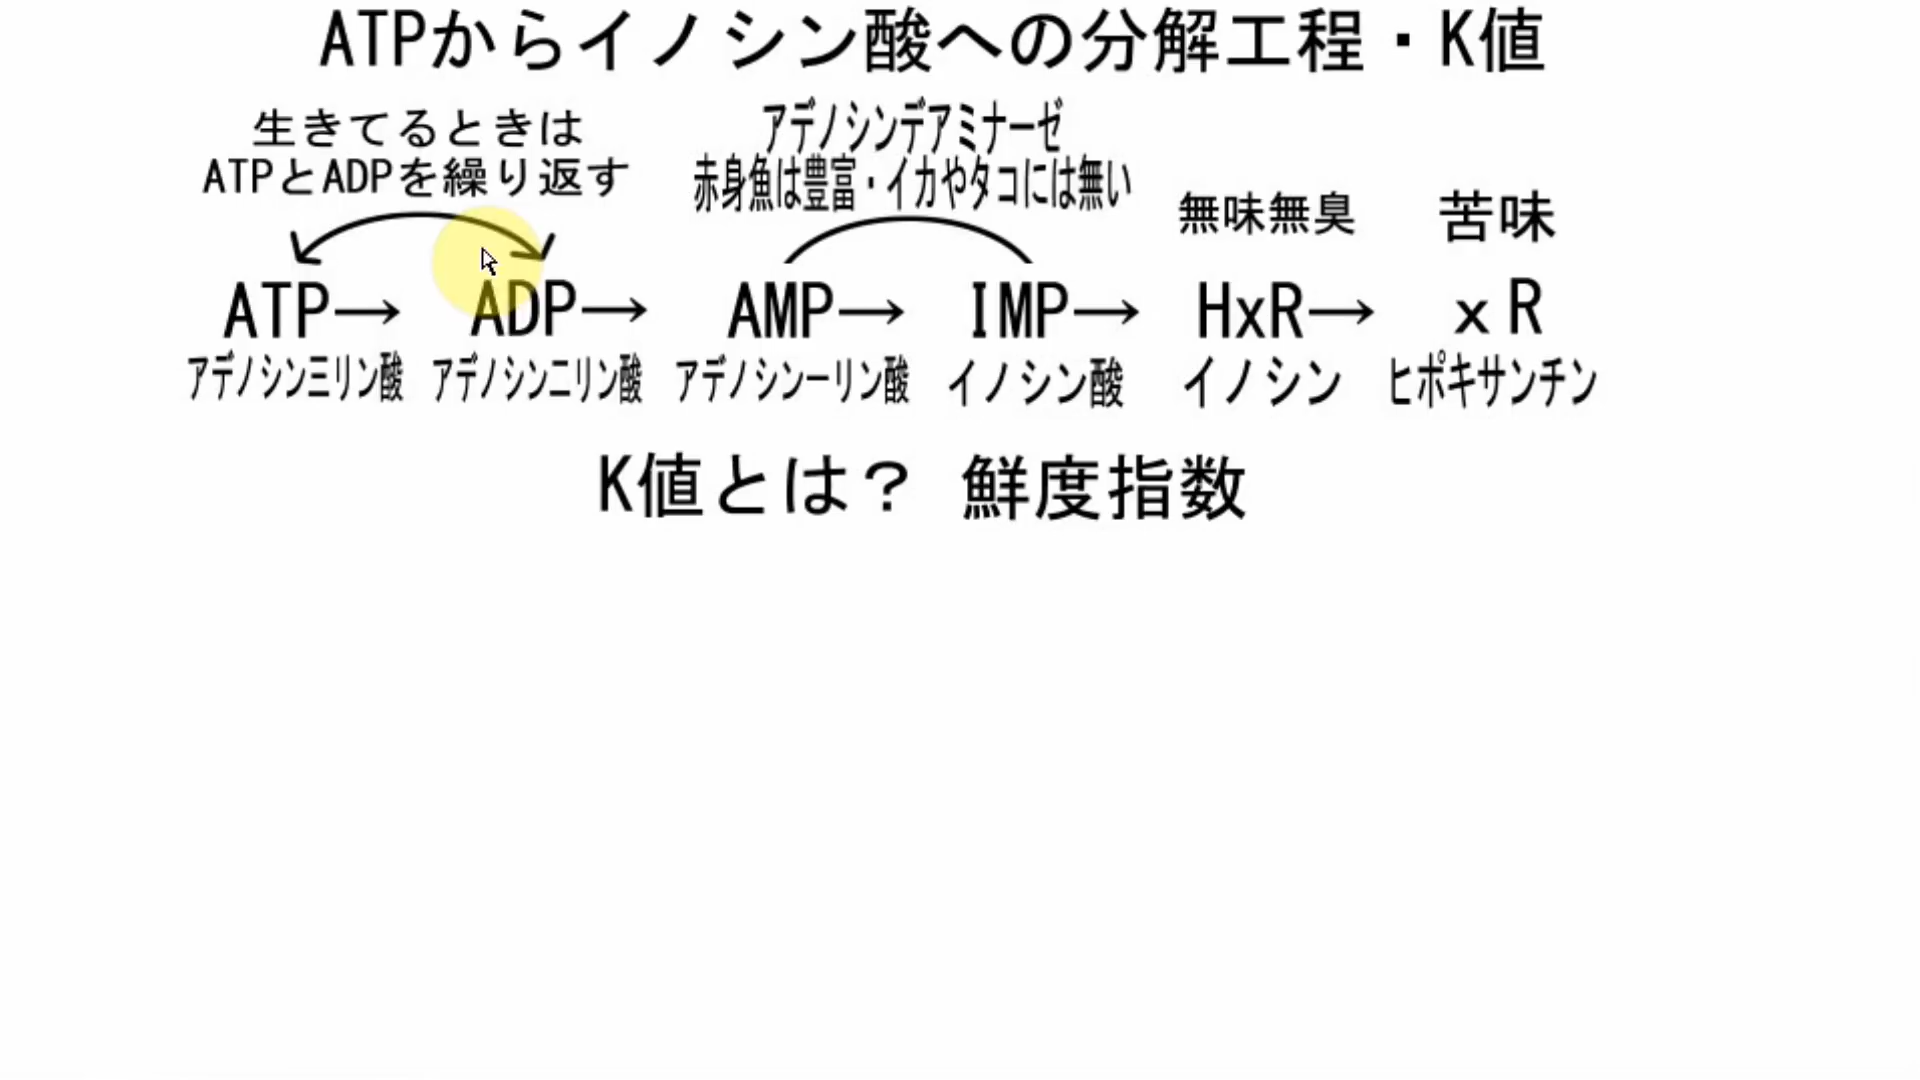 ATPからイノシン酸への分解工程・K値
生きてるときは
ATPとADPを繰り返す
アデノシンデアミナーゼ
赤身魚は豊富・イカやタコには無い
無味無臭
苦味
ATP→ ADP→ AMP→ IMP→ HxR→ xR
アデノシン三リン酸 アデノシン二リン酸 アデノシン一リン酸 イノシン酸 イノシン ヒポキサンチン
K値とは？ 鮮度指数